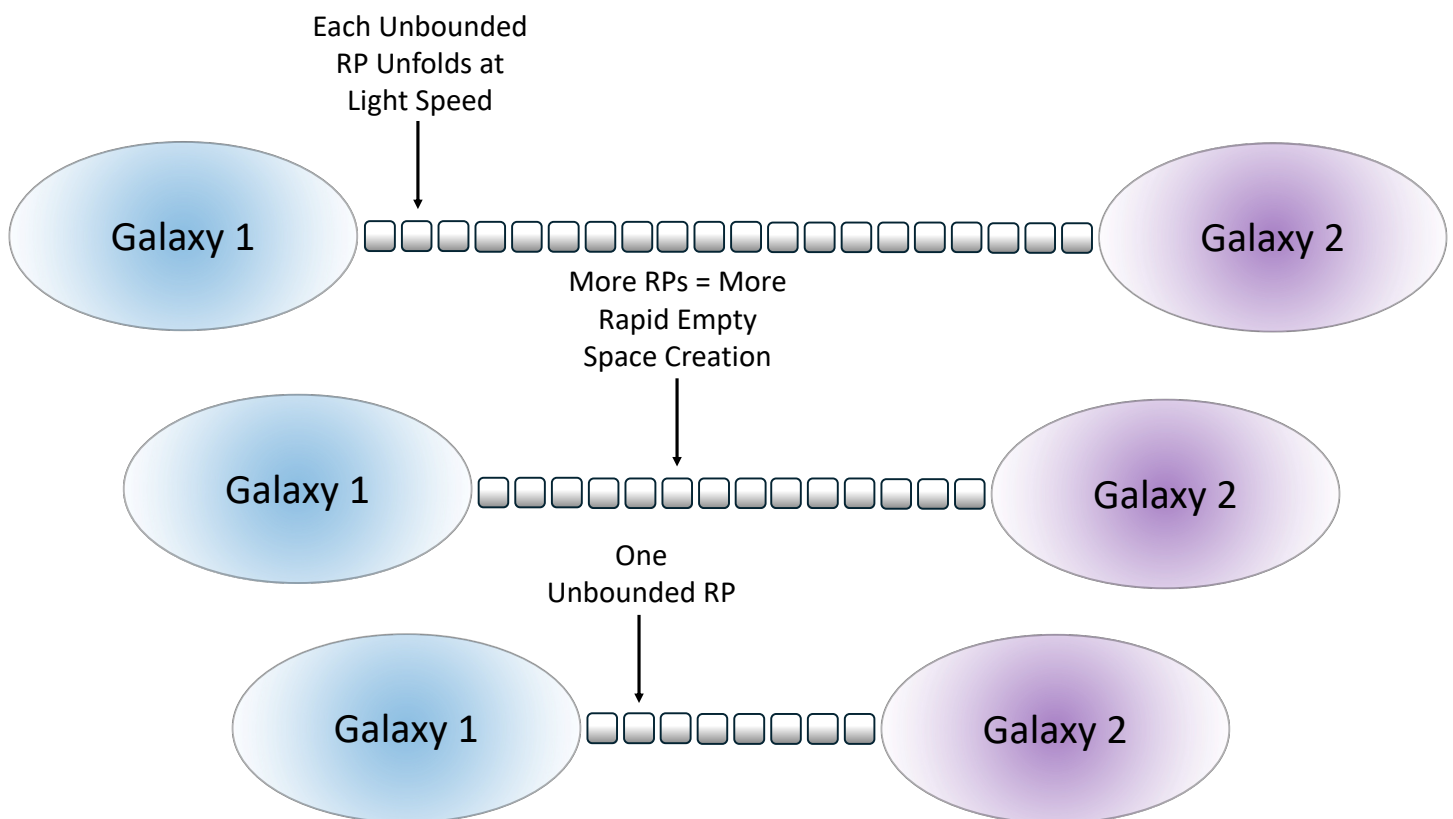 Each Unbounded
RP Unfolds at
Light Speed
Galaxy 1
Galaxy 2
More RPs = More
Rapid Empty
Space Creation
Galaxy 1
Galaxy 2
One
Unbounded RP
Galaxy 1
Galaxy 2